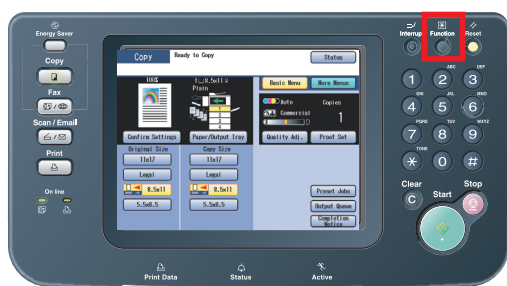 Energy Saver
Copy
Fax
Scan / Email
Print
On line
Copy
Ready to Copy
Status
100%
1 8.5x11
Plain
Basic Menu
More Menus
Auto
Copies
Commercial
1
Confirm Settings
Paper/Output Tray
Quality Adj.
Proof Set
Original Size
Copy Size
11x17
11x17
Legal
Legal
8.5x11
8.5x11
5.5x8.5
5.5x8.5
Preset Jobs
Output Queue
Completion
Notice
Print Data
Status
Notice
Interrup
Function
Reset
1
ABC
2
DEF
3
GHI
4
JKL
5
MNO
6
PQRS
7
TUV
8
WXYZ
9
TONE
*
0
#
Clear
C
Start
Stop